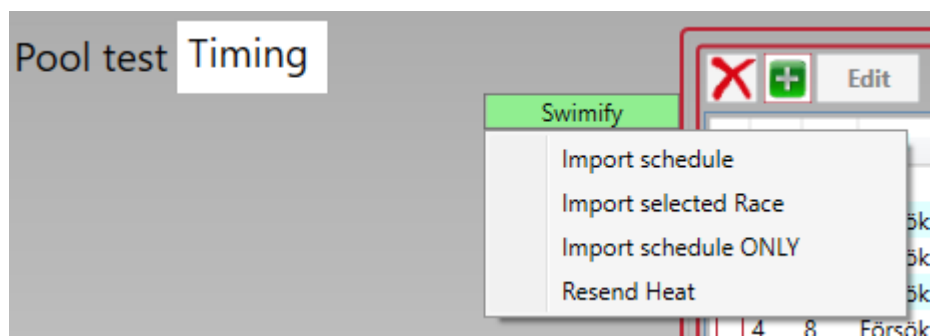 Pool test Timing
Edit
Swimify
Import schedule
Import selected Race
Import schedule ONLY
Resend Heat
4 8 Försök